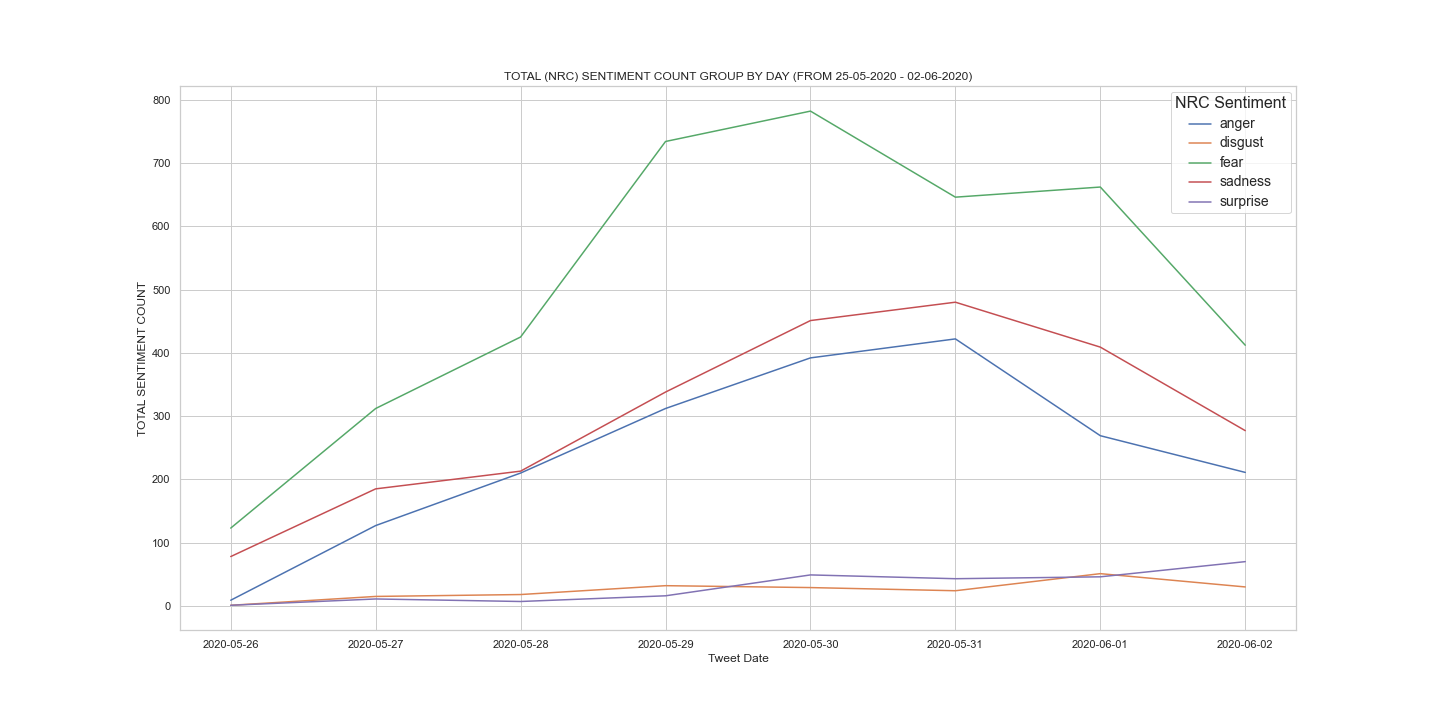 TOTAL (NRC) SENTIMENT COUNT GROUP BY DAY (FROM 25-05-2020 - 02-06-2020)
NRC Sentiment
anger
disgust
fear
sadness
surprise
TOTAL SENTIMENT COUNT
800
700
600
500
400
300
200
100
0
2020-05-26 2020-05-27 2020-05-28 2020-05-29 2020-05-30 2020-05-31 2020-06-01 2020-06-02
Tweet Date